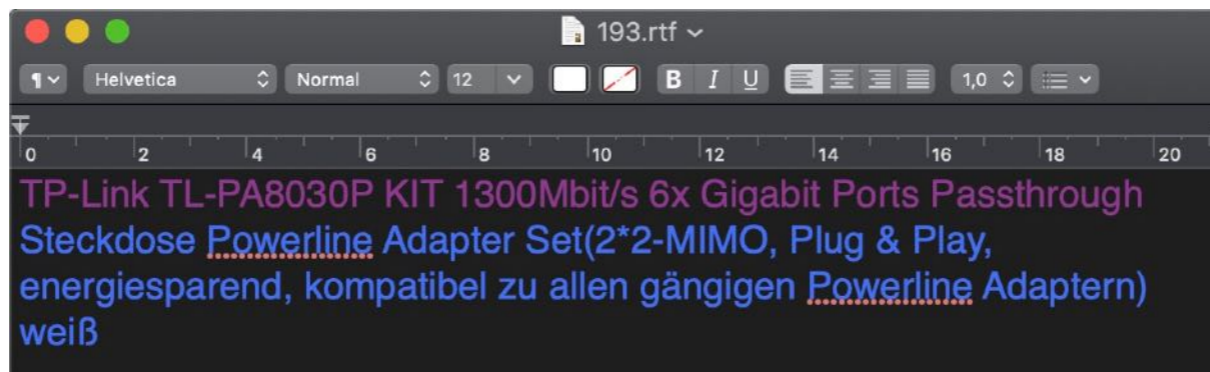 193.rtf
¶ Helvetica Normal 12 B I U 1,0
0 2 4 6 8 10 12 14 16 18 20
TP-Link TL-PA8030P KIT 1300Mbit/s 6x Gigabit Ports Passthrough
Steckdose Powerline Adapter Set(2*2-MIMO, Plug & Play,
energiesparend, kompatibel zu allen gängigen Powerline Adaptern)
weiß